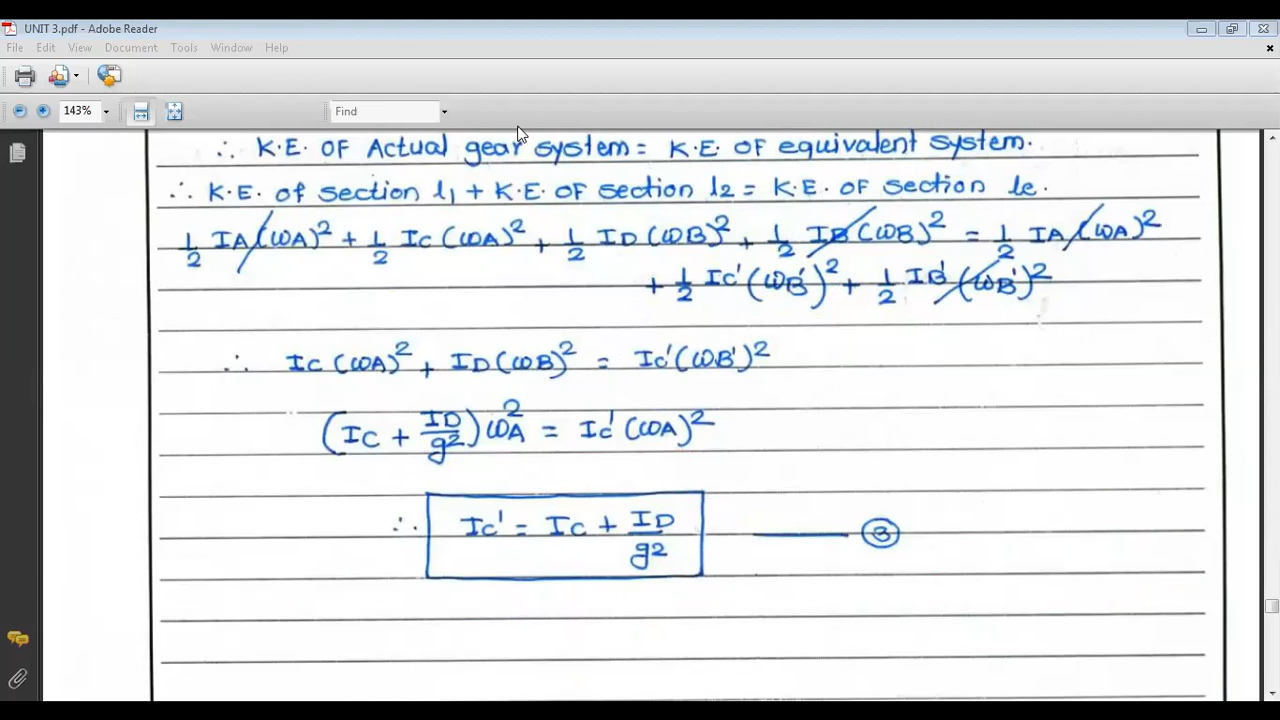 UNIT 3.pdf - Adobe Reader
File Edit View Document Tools Window Help
143% Find
∴ K.E. OF Actual gear system = K.E. OF equivalent system.
∴ K.E. of section l1 + K.E. OF section l2 = K.E. OF section le.
1/2 IA(ωA)² + 1/2 IC(ωA)² + 1/2 ID(ωB)² + 1/2 IB(ωB)² = 1/2 IA(ωA)²
+ 1/2 IC'(ωB')² + 1/2 IB'(ωB')²
∴ IC(ωA)² + ID(ωB)² = IC'(ωB')²
(IC + ID/g²)ωA² = IC'(ωA)²
∴ IC' = IC + ID/g² —— ③